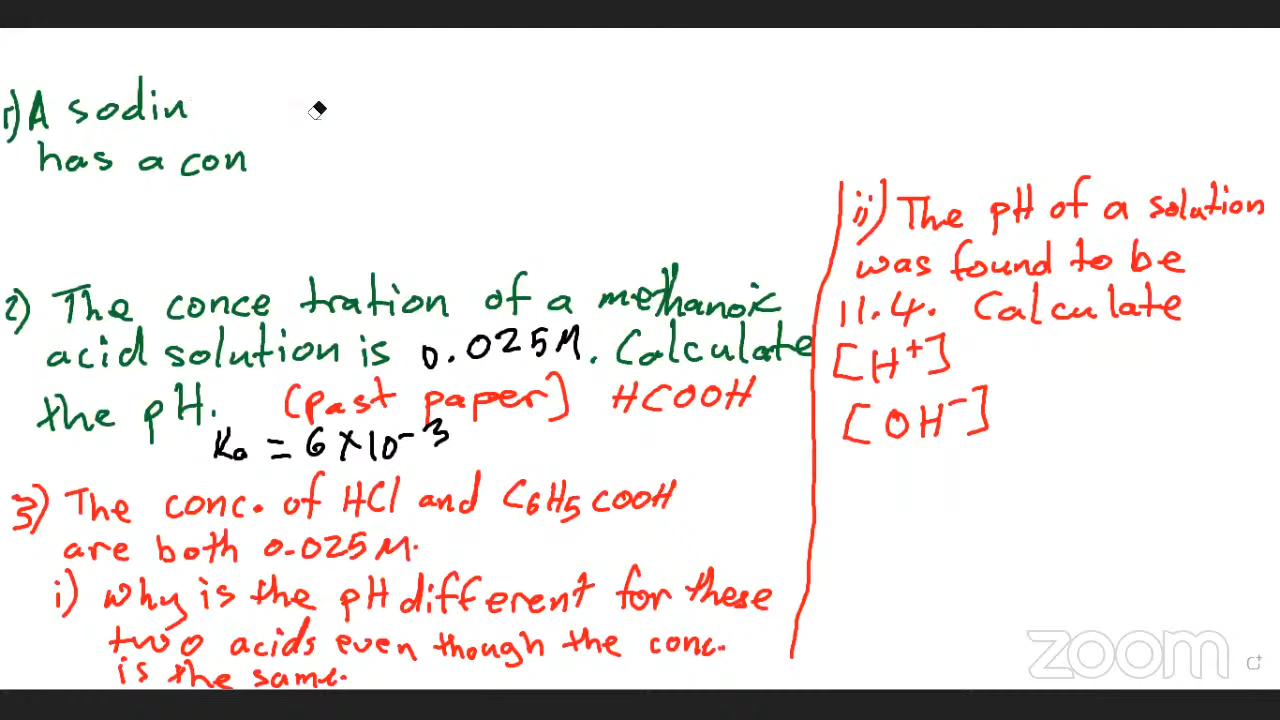 1) A sodin
has a con
2) The conce tration of a methanoic
acid solution is 0.025M. Calculate
the pH. (past paper) HCOOH
Ka = 6 × 10⁻³
3) The conc. of HCl and C6H5COOH
are both 0.025M.
i) why is the pH different for these
two acids even though the conc.
is the same.
ii) The pH of a solution
was found to be
11.4. Calculate
[H⁺]
[OH⁻]
zoom